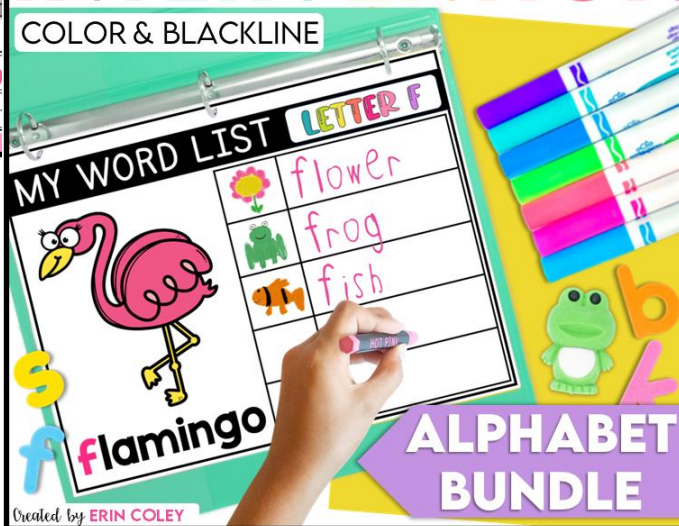 COLOR & BLACKLINE
MY WORD LIST LETTER F
flower
frog
fish
HOT PINK
flamingo
s
f
b
k
ALPHABET
BUNDLE
Created by ERIN COLEY